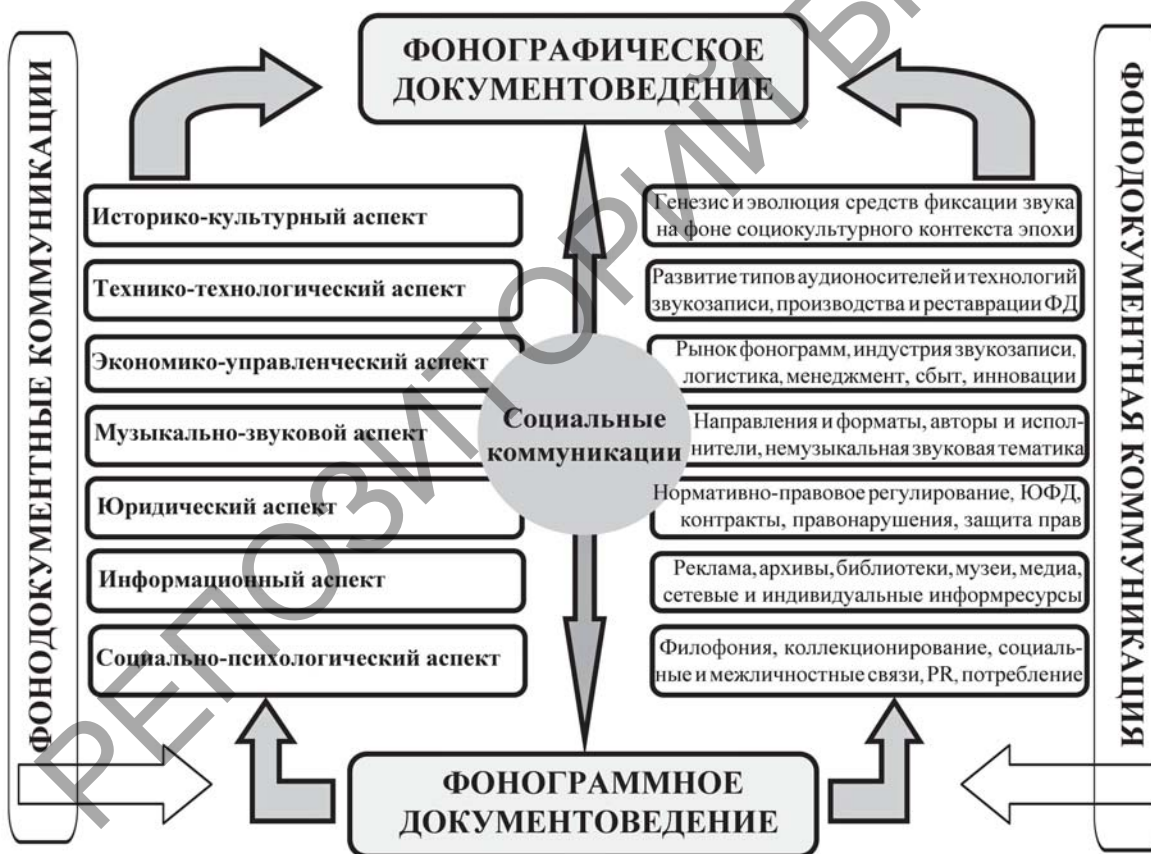 ФОНОДОКУМЕНТНЫЕ КОММУНИКАЦИИ
ФОНОГРАФИЧЕСКОЕ
ДОКУМЕНТОВЕДЕНИЕ
Историко-культурный аспект
Генезис и эволюция средств фиксации звука
на фоне социокультурного контекста эпохи
Технико-технологический аспект
Развитие типов аудионосителей и технологий
звукозаписи, производства и реставрации ФД
Экономико-управленческий аспект
Рынок фонограмм, индустрия звукозаписи,
логистика, менеджмент, сбыт, инновации
Социальные
коммуникации
Музыкально-звуковой аспект
Направления и форматы, авторы и испол-
нители, немузыкальная звуковая тематика
Юридический аспект
Нормативно-правовое регулирование, ЮФД,
контракты, правонарушения, защита прав
Информационный аспект
Реклама, архивы, библиотеки, музеи, медиа,
сетевые и индивидуальные информресурсы
Социально-психологический аспект
Филофония, коллекционирование, социаль-
ные и межличностные связи, PR, потребление
ФОНОГРАММНОЕ
ДОКУМЕНТОВЕДЕНИЕ
ФОНОДОКУМЕНТНАЯ КОММУНИКАЦИЯ
РЕПОЗИТОРИЙ